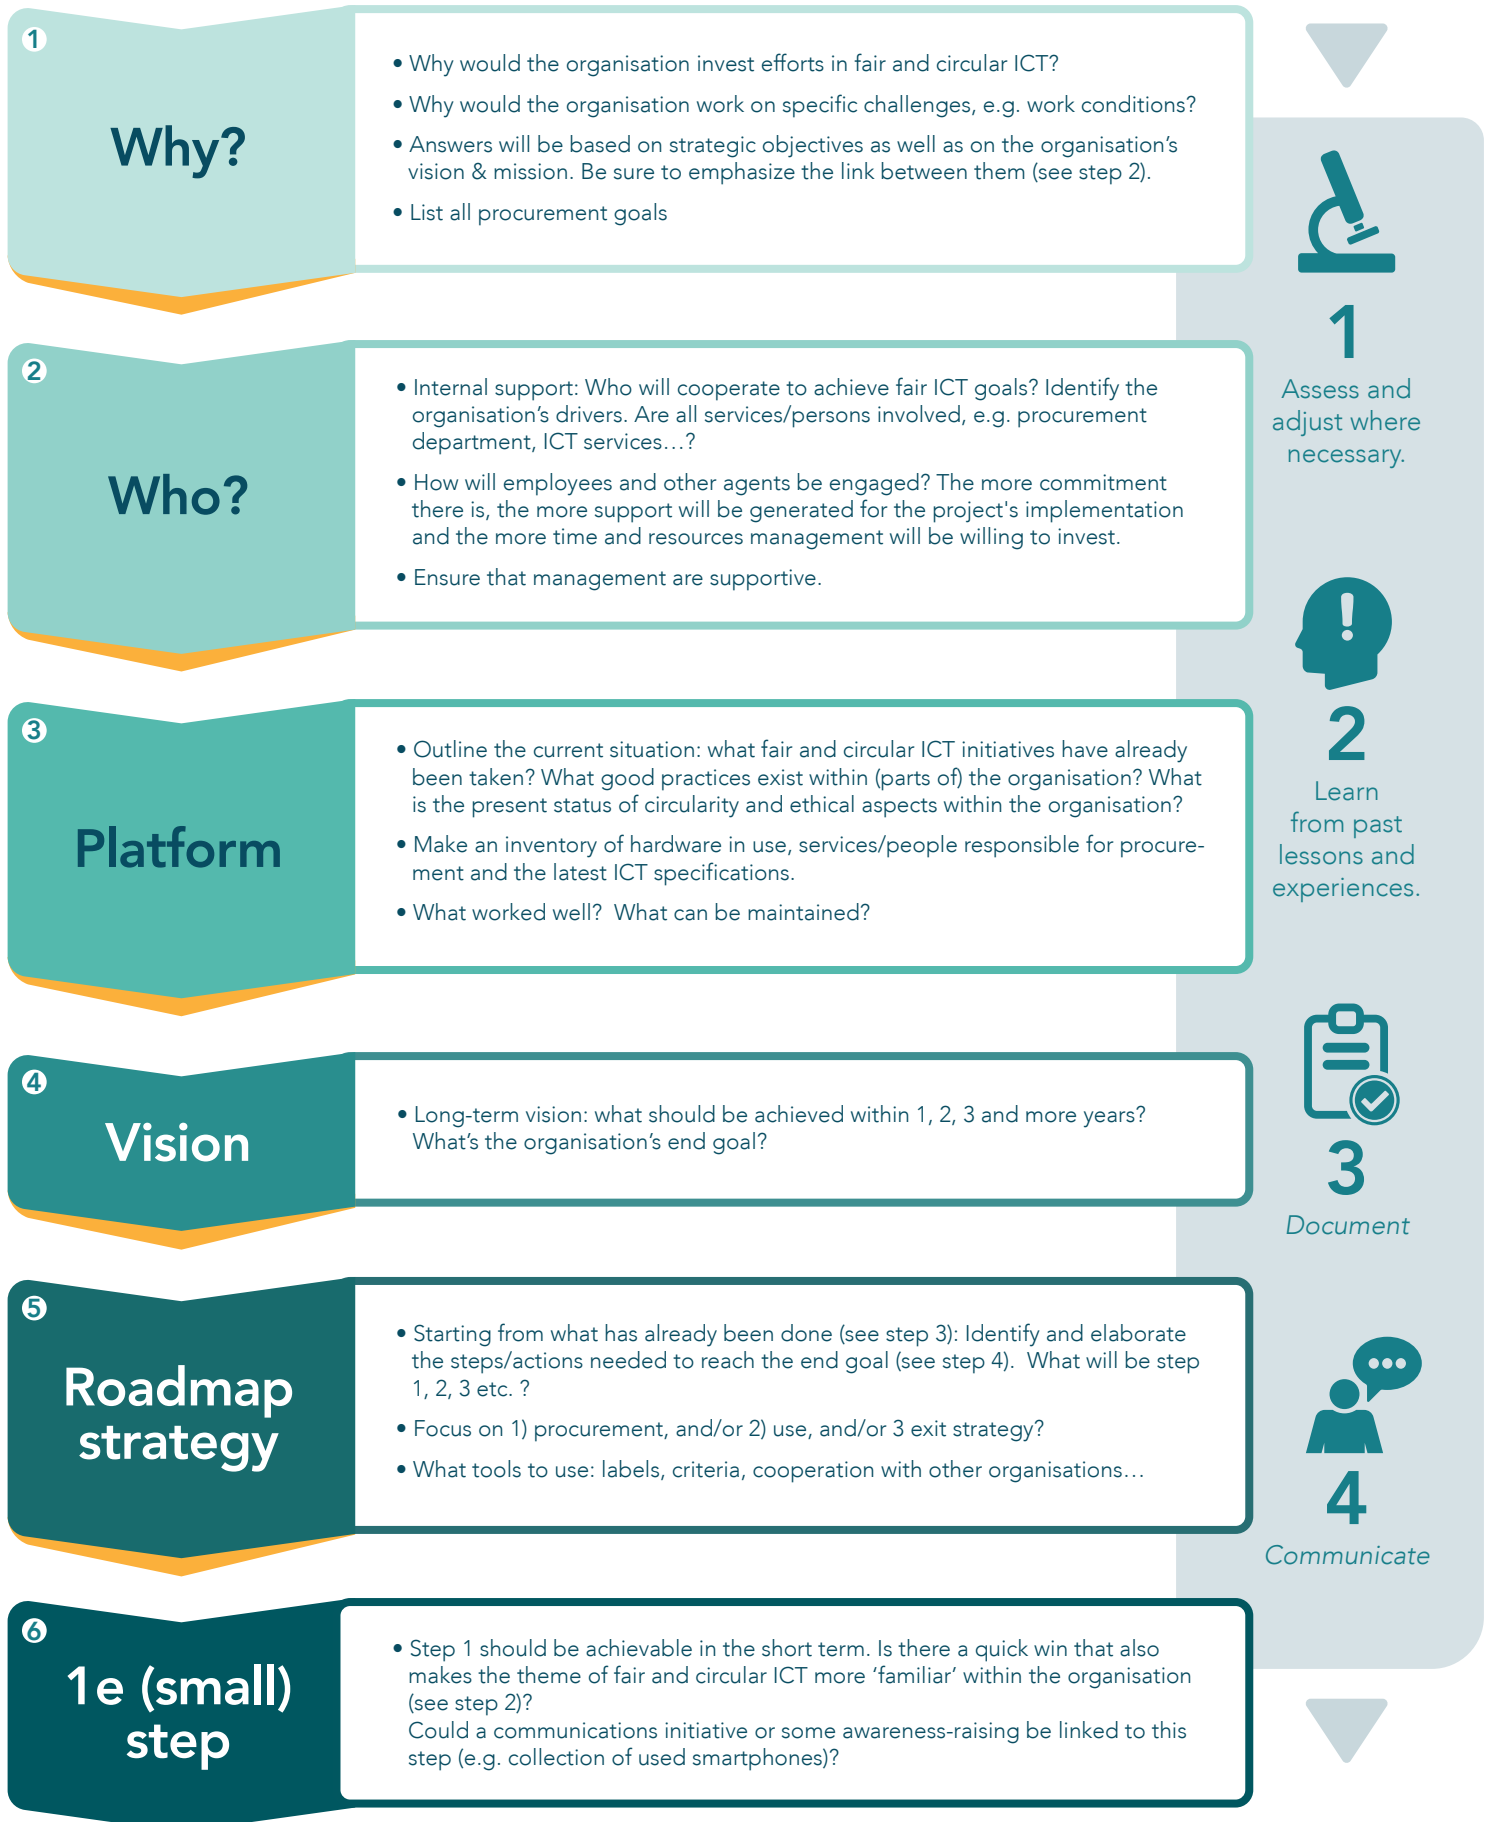 1
Why?
• Why would the organisation invest efforts in fair and circular ICT?
• Why would the organisation work on specific challenges, e.g. work conditions?
• Answers will be based on strategic objectives as well as on the organisation’s
vision & mission. Be sure to emphasize the link between them (see step 2).
• List all procurement goals
2
Who?
• Internal support: Who will cooperate to achieve fair ICT goals? Identify the
organisation’s drivers. Are all services/persons involved, e.g. procurement
department, ICT services…?
• How will employees and other agents be engaged? The more commitment
there is, the more support will be generated for the project's implementation
and the more time and resources management will be willing to invest.
• Ensure that management are supportive.
3
Platform
• Outline the current situation: what fair and circular ICT initiatives have already
been taken? What good practices exist within (parts of) the organisation? What
is the present status of circularity and ethical aspects within the organisation?
• Make an inventory of hardware in use, services/people responsible for procure-
ment and the latest ICT specifications.
• What worked well?  What can be maintained?
4
Vision
• Long-term vision: what should be achieved within 1, 2, 3 and more years?
What’s the organisation’s end goal?
5
Roadmap
strategy
• Starting from what has already been done (see step 3): Identify and elaborate
the steps/actions needed to reach the end goal (see step 4).  What will be step
1, 2, 3 etc. ?
• Focus on 1) procurement, and/or 2) use, and/or 3 exit strategy?
• What tools to use: labels, criteria, cooperation with other organisations…
6
1e (small)
step
• Step 1 should be achievable in the short term. Is there a quick win that also
makes the theme of fair and circular ICT more ‘familiar’ within the organisation
(see step 2)?
Could a communications initiative or some awareness-raising be linked to this
step (e.g. collection of used smartphones)?
1
Assess and
adjust where
necessary.
!
2
Learn
from past
lessons and
experiences.
3
Document
4
Communicate